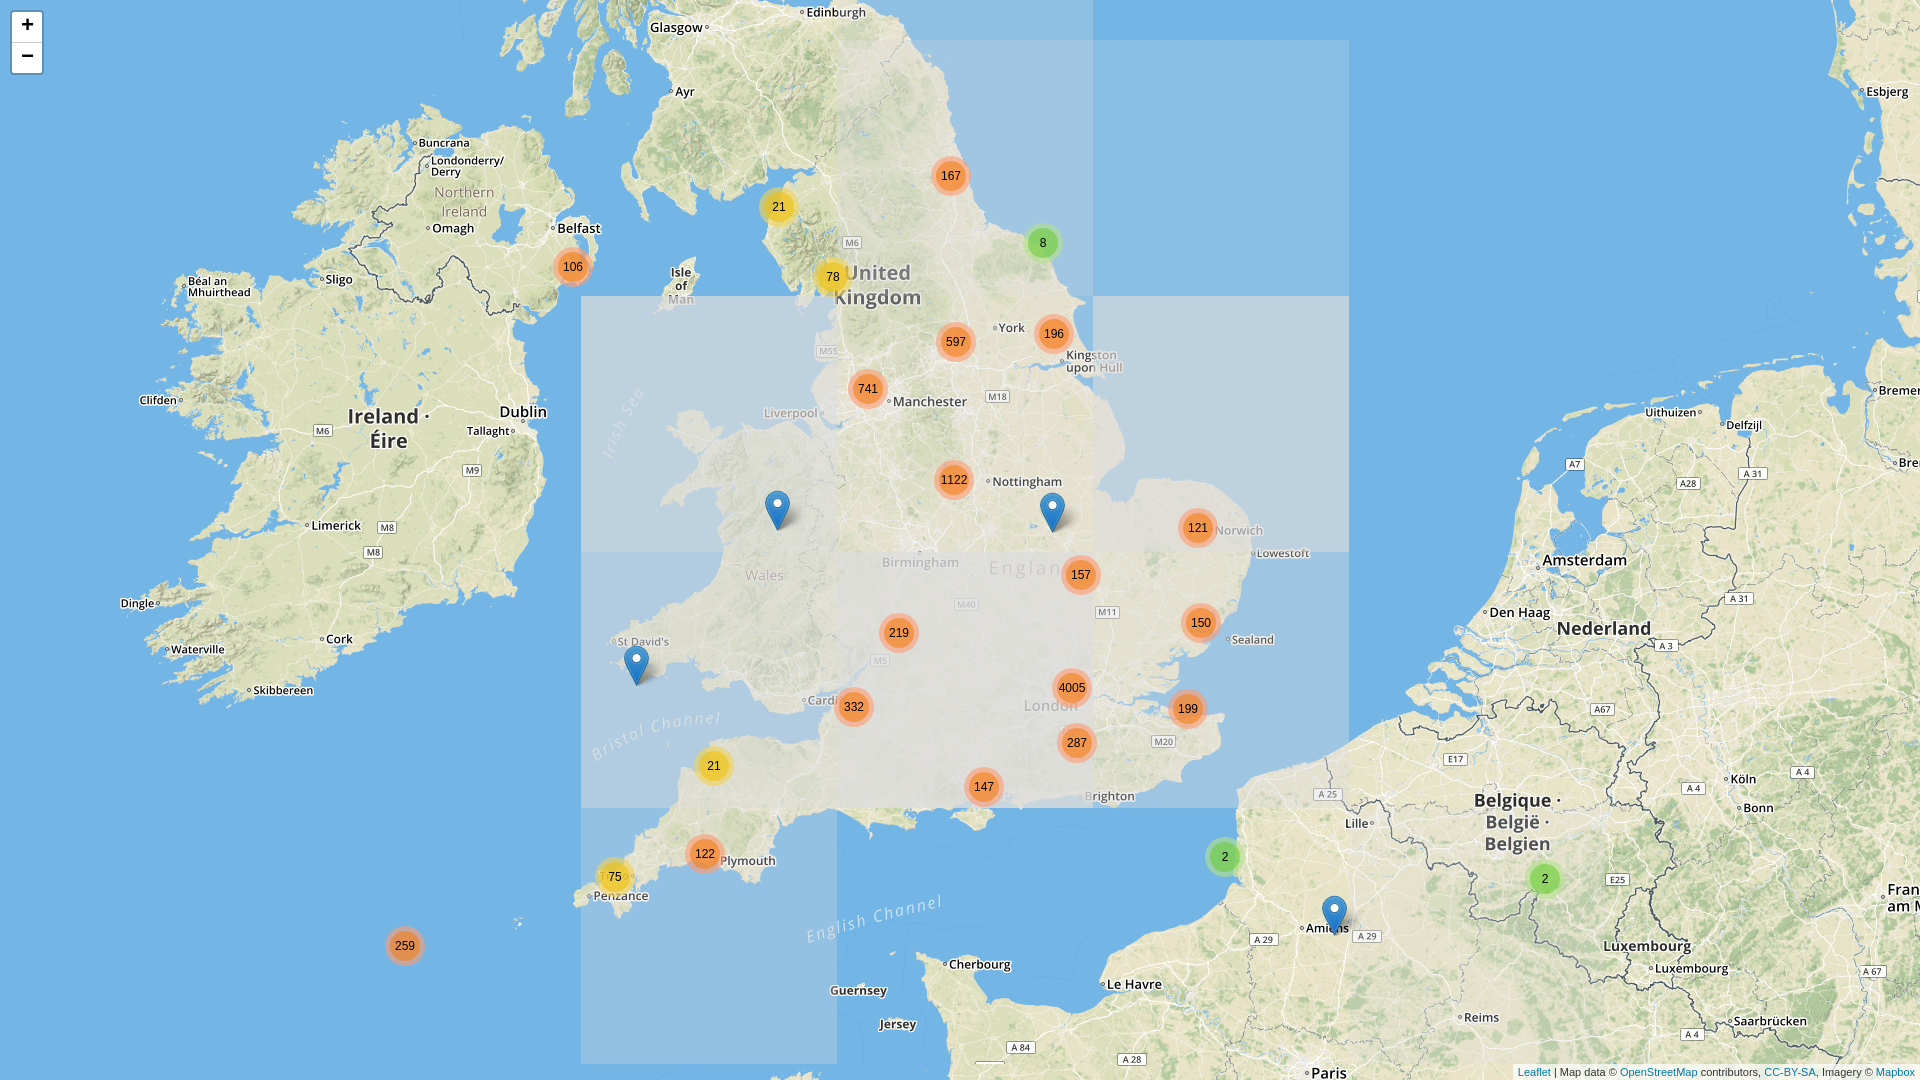 +
−
Edinburgh
Glasgow
Ayr
Esbjerg
Buncrana
Londonderry/
Derry
Northern
Ireland
Omagh
Belfast
167
21
8
M6
106
78
United
Kingdom
Isle
of
Man
Sligo
Béal an
Mhuirthead
York
196
597
Kingston
upon Hull
M55
741
Manchester
M18
Liverpool
Irish Sea
Clifden
Ireland ·
Éire
Dublin
Tallaght
M6
M9
Uithuizen
Delfzijl
A7
A 31
A28
1122
Nottingham
Limerick
M8
M8
121
Norwich
Lowestoft
Birmingham
Wales
157
Amsterdam
Den Haag
Nederland
A 31
A 3
Dingle
Cork
Waterville
Skibbereen
M40
M11
219
150
Sealand
St David's
M5
4005
London
199
332
287
M20
A67
E17
Bristol Channel
21
147
Brighton
A 25
Lille
Köln
Bonn
A 4
A 4
Belgique ·
België ·
Belgien
122
Plymouth
75
Penzance
2
2
E25
English Channel
259
Amiens
A 29
A 29
Luxembourg
Luxembourg
A 67
Cherbourg
Le Havre
Guernsey
Jersey
Reims
Saarbrücken
A 84
A 28
A 4
Paris
Leaflet | Map data © OpenStreetMap contributors, CC-BY-SA, Imagery © Mapbox